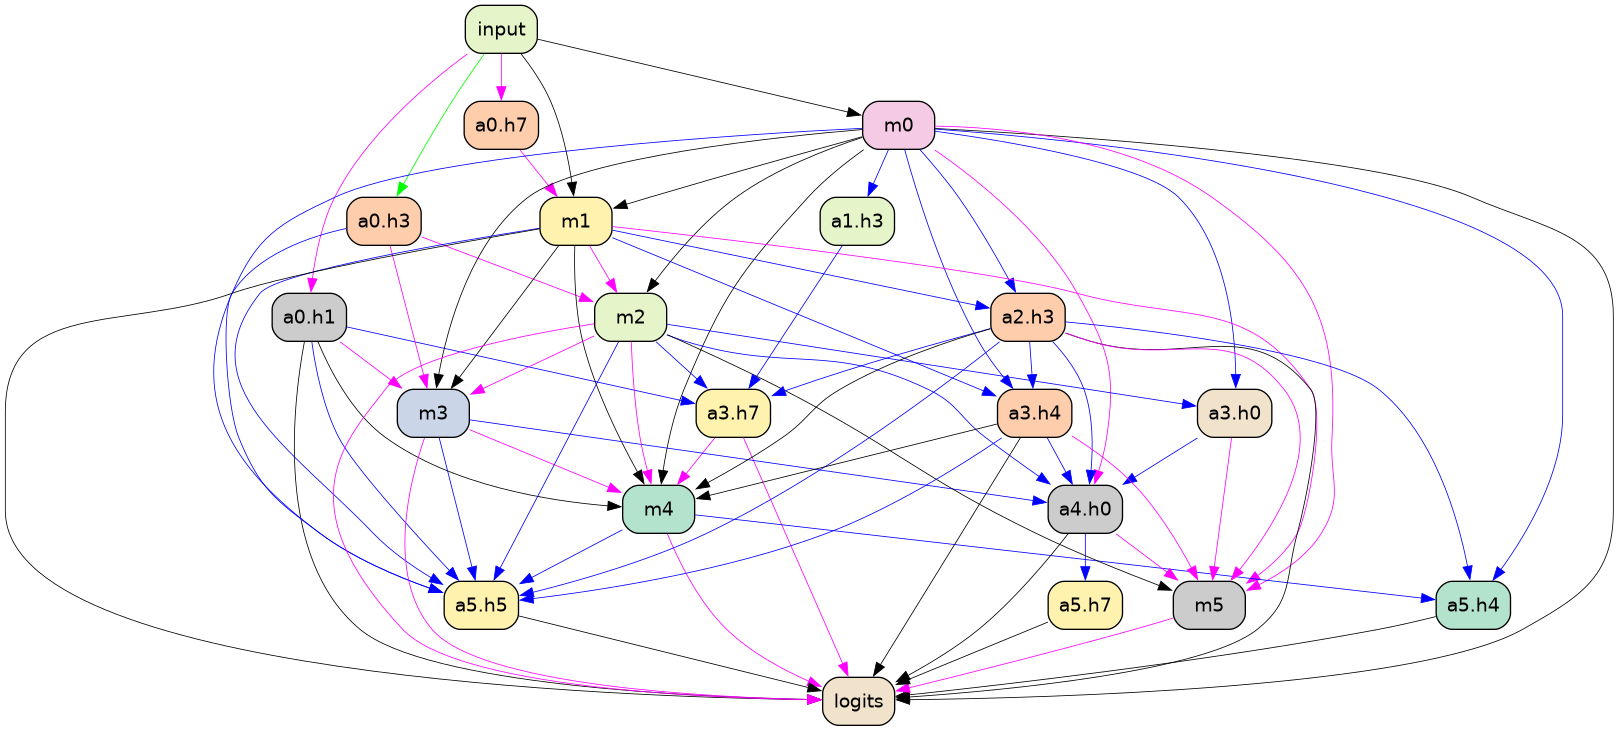 input
a0.h7
m0
a0.h3
m1
a1.h3
a0.h1
m2
a2.h3
m3
a3.h7
a3.h4
a3.h0
m4
a4.h0
a5.h5
a5.h7
m5
a5.h4
logits